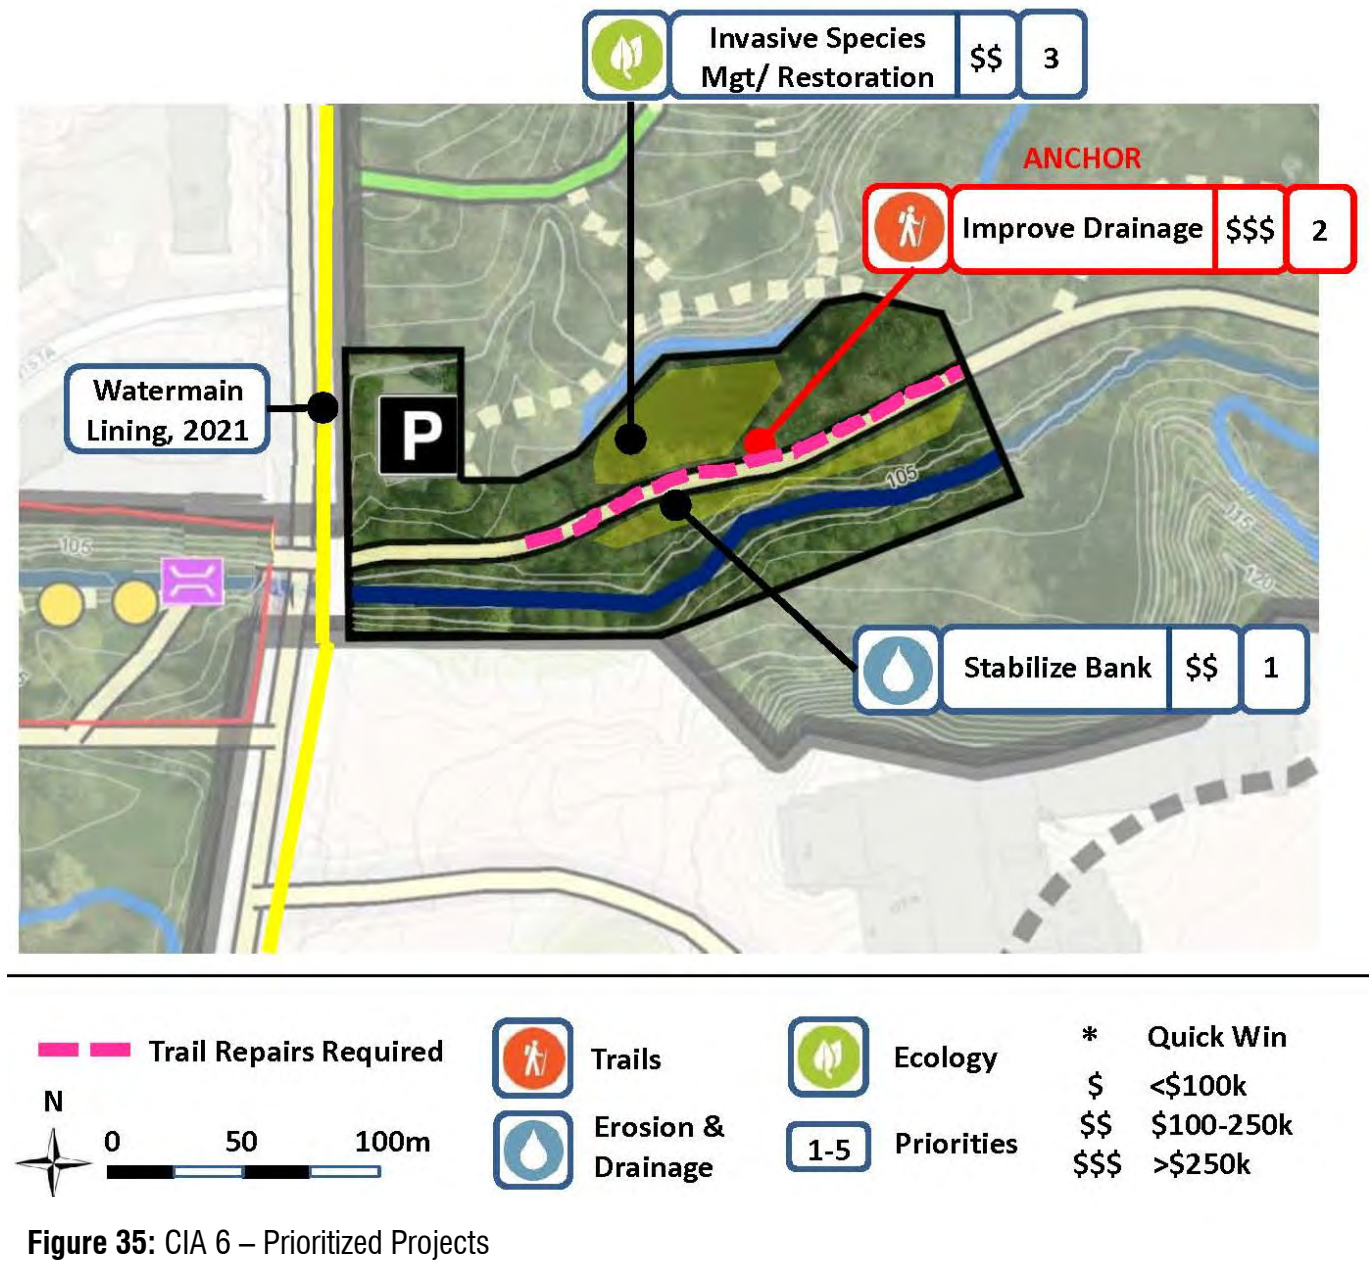 Invasive Species
Mgt/ Restoration
$$
3
ANCHOR
Improve Drainage
$$$
2
Watermain
Lining, 2021
P
105
105
115
120
Stabilize Bank
$$
1
Trail Repairs Required
Trails
Ecology
* Quick Win
$ <$100k
$$ $100-250k
$$$ >$250k
Erosion &
Drainage
1-5
Priorities
N
0 50 100m
Figure 35: CIA 6 – Prioritized Projects